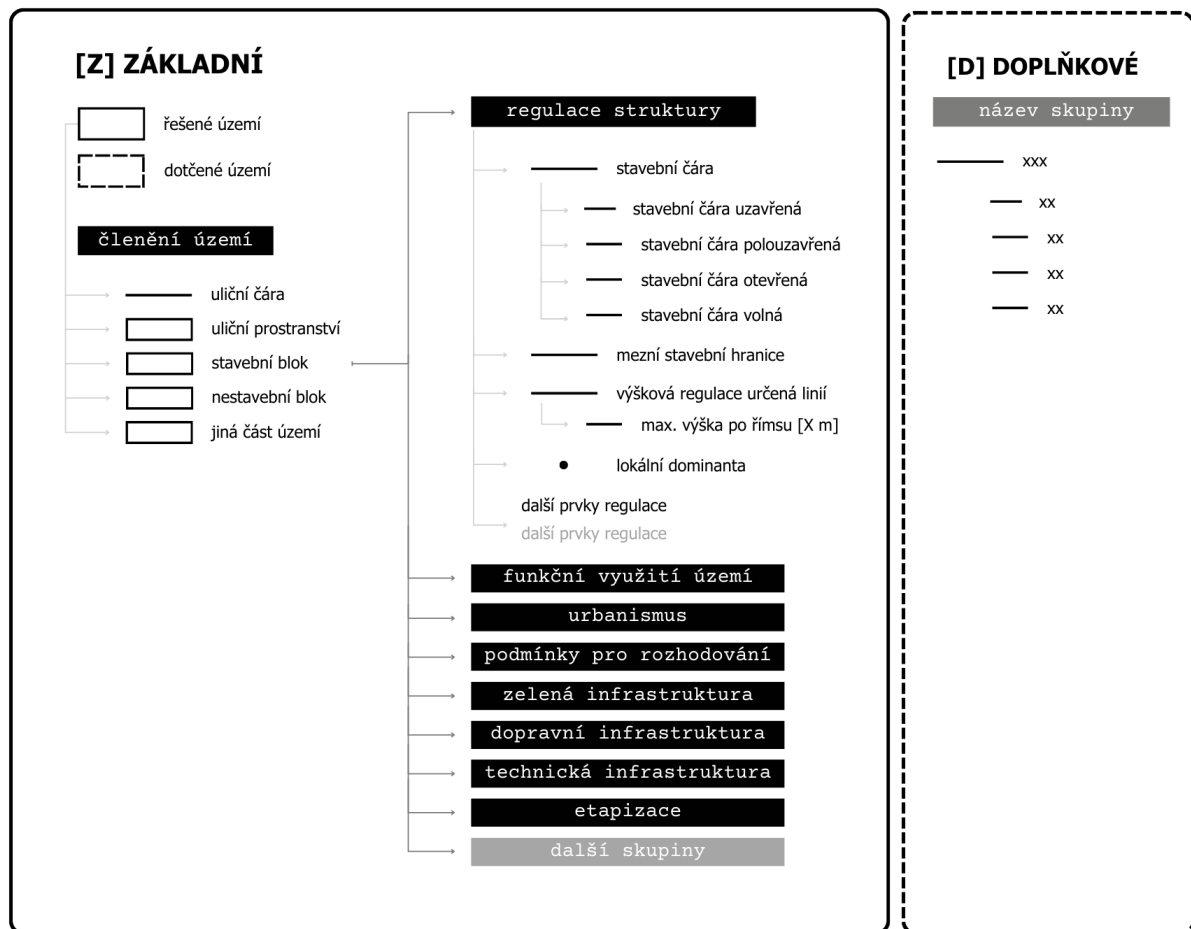 [Z] ZÁKLADNÍ
řešené území
dotčené území
členění území
uliční čára
uliční prostranství
stavební blok
nestavební blok
jiná část území
regulace struktury
stavební čára
stavební čára uzavřená
stavební čára polouzavřená
stavební čára otevřená
stavební čára volná
mezní stavební hranice
výšková regulace určená linií
max. výška po římsu [X m]
lokální dominanta
další prvky regulace
další prvky regulace
funkční využití území
urbanismus
podmínky pro rozhodování
zelená infrastruktura
dopravní infrastruktura
technická infrastruktura
etapizace
další skupiny
[D] DOPLŇKOVÉ
název skupiny
xxx
xx
xx
xx
xx